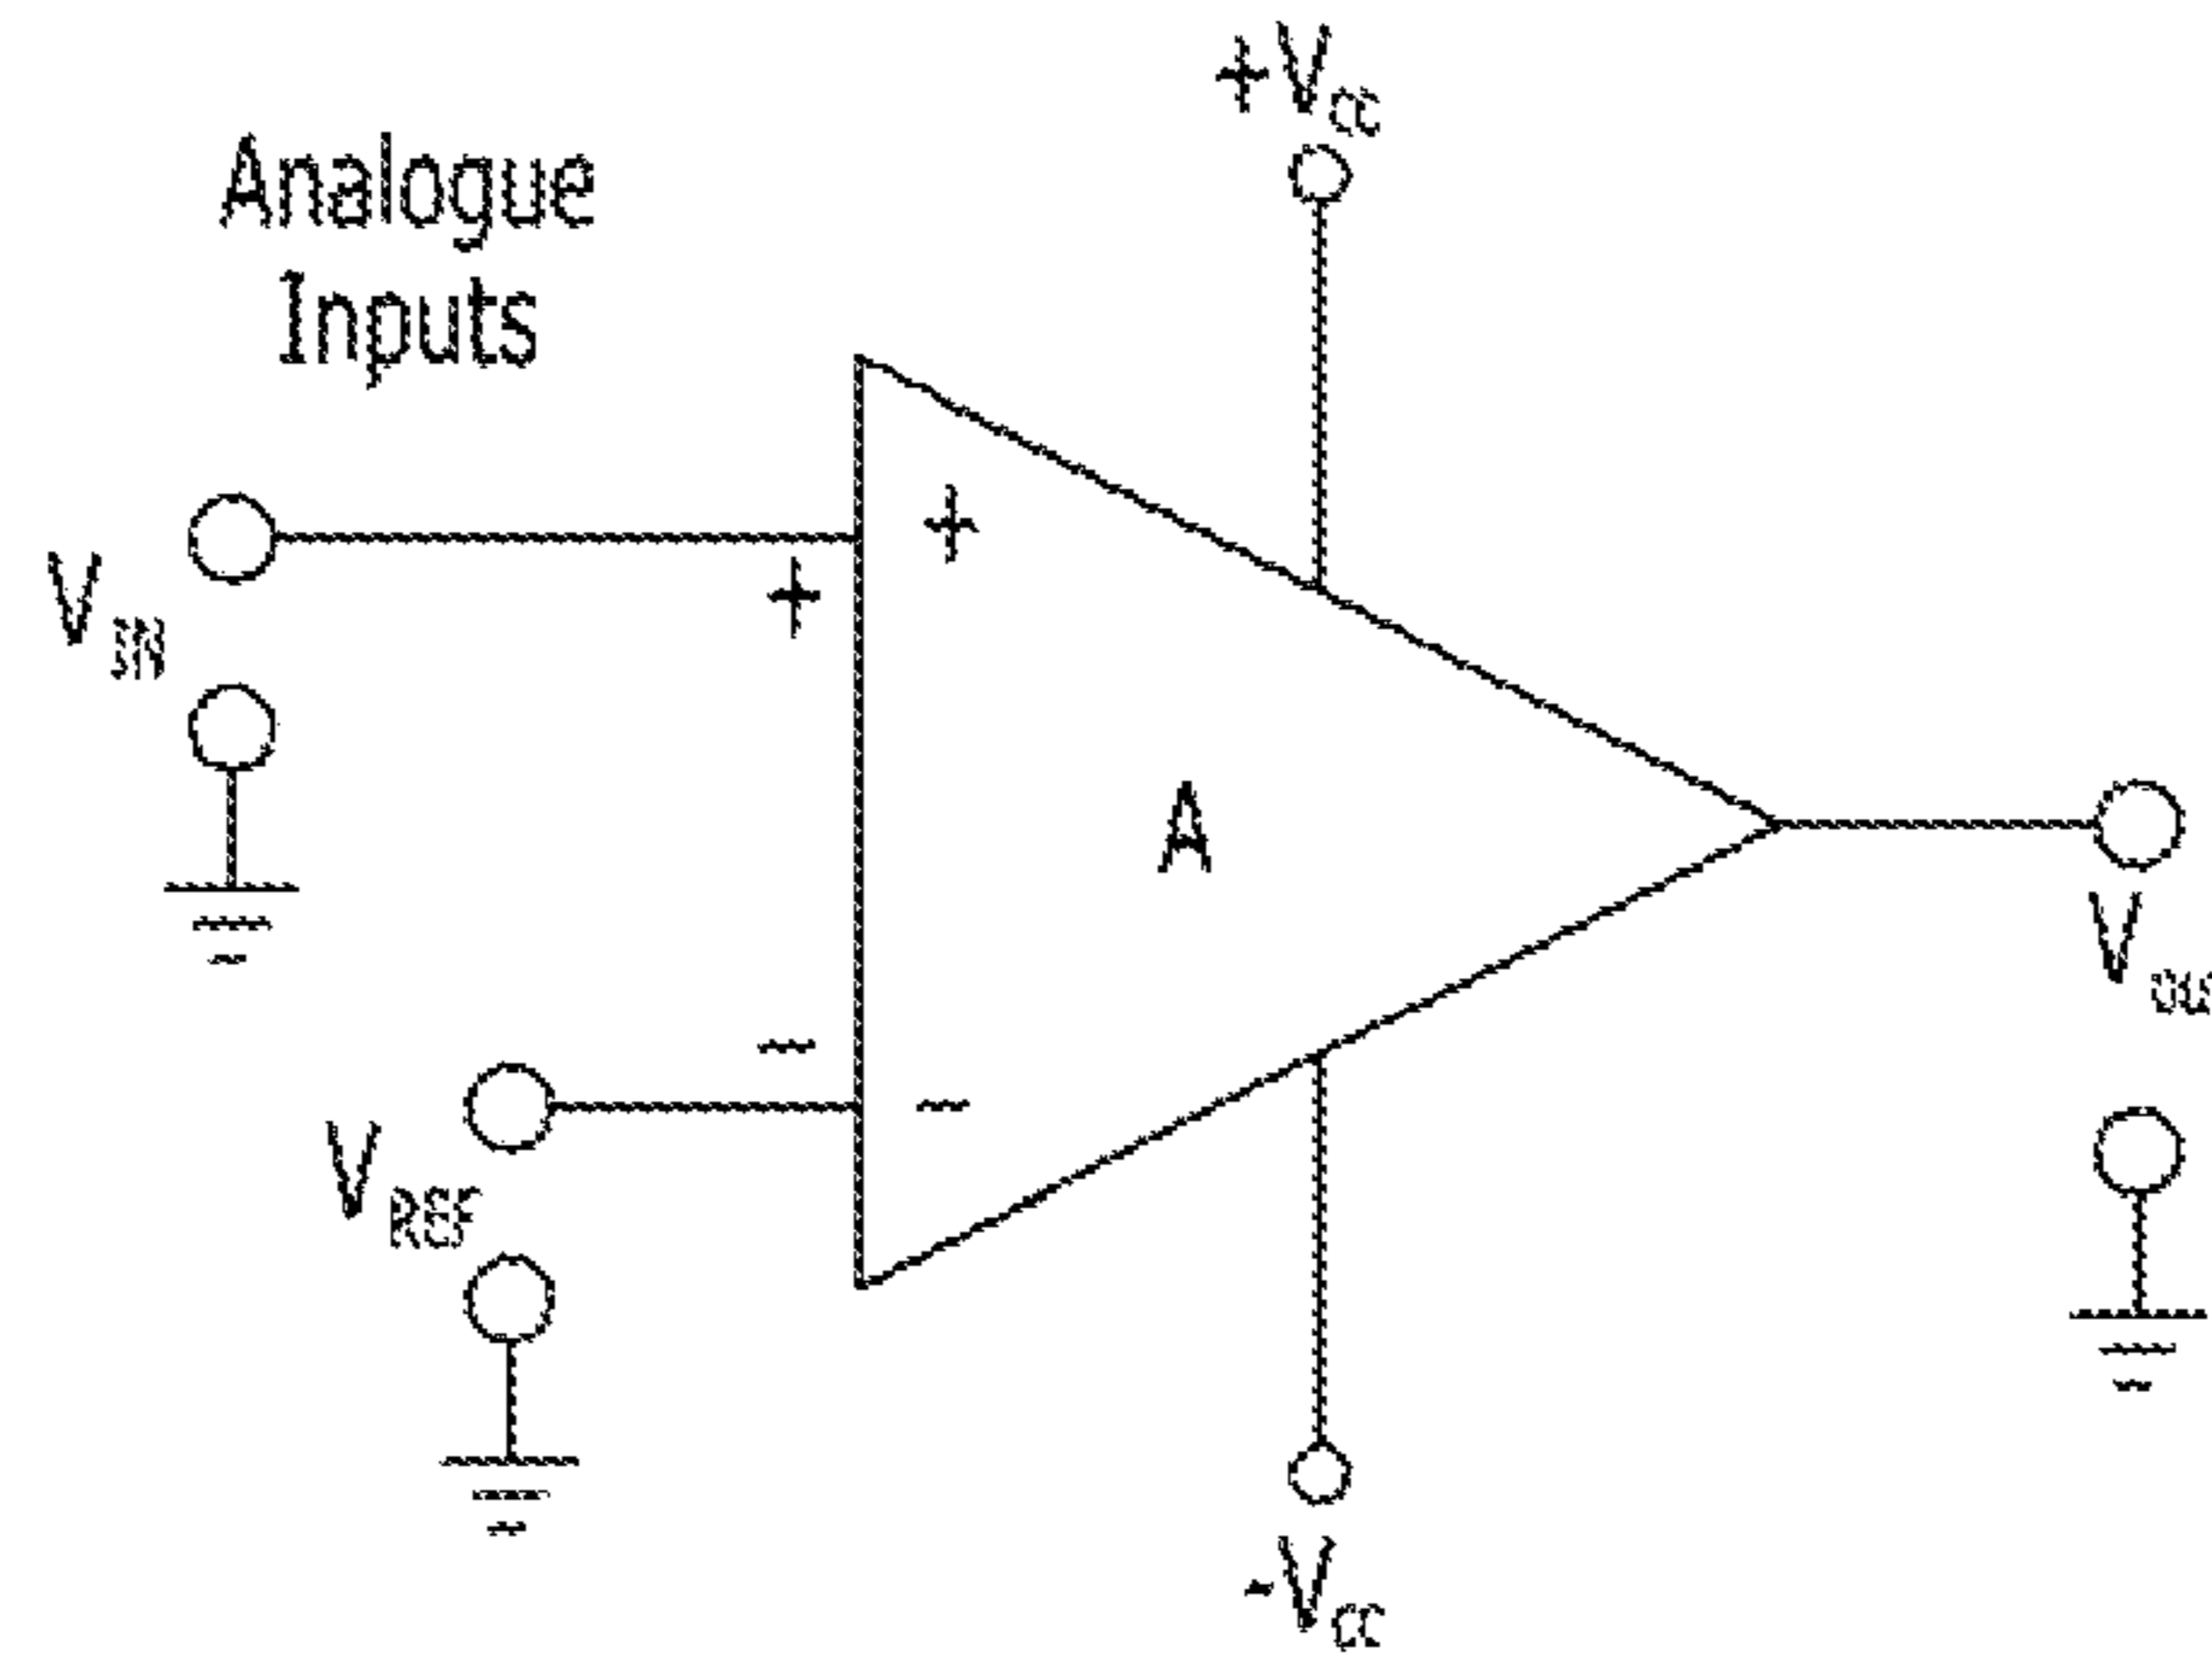 +VCC
Analogue
Inputs
+
VIN
+
A
-
VREF
-
-VCC